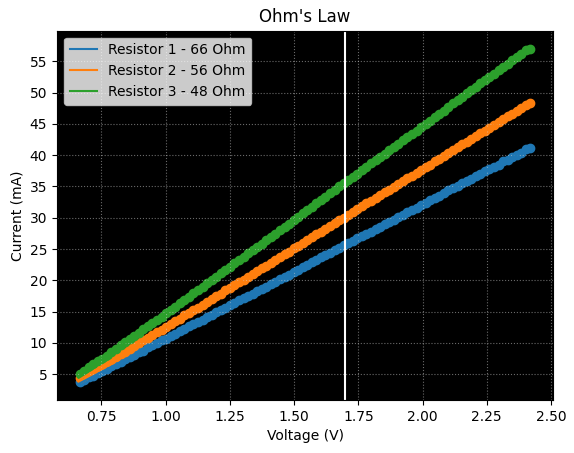 Ohm's Law
Resistor 1 - 66 Ohm
Resistor 2 - 56 Ohm
Resistor 3 - 48 Ohm
55
50
45
40
35
30
25
20
15
10
5
Current (mA)
0.75 1.00 1.25 1.50 1.75 2.00 2.25 2.50
Voltage (V)